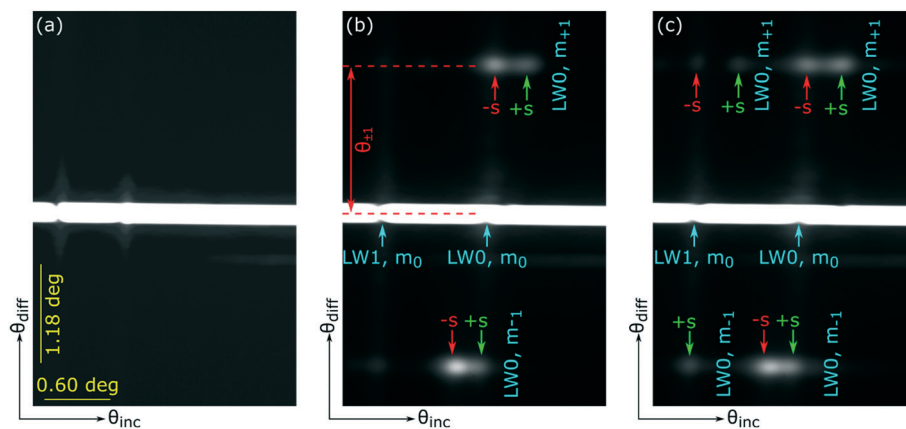 (a)
θdiff
1.18 deg
0.60 deg
θinc
(b)
θ±1
-s
+s
LW0, m+1
LW1, m0
LW0, m0
-s
+s
LW0, m-1
θdiff
θinc
(c)
-s
+s
LW0, m+1
-s
+s
LW0, m+1
LW1, m0
LW0, m0
+s
LW0, m-1
-s
+s
LW0, m-1
θdiff
θinc